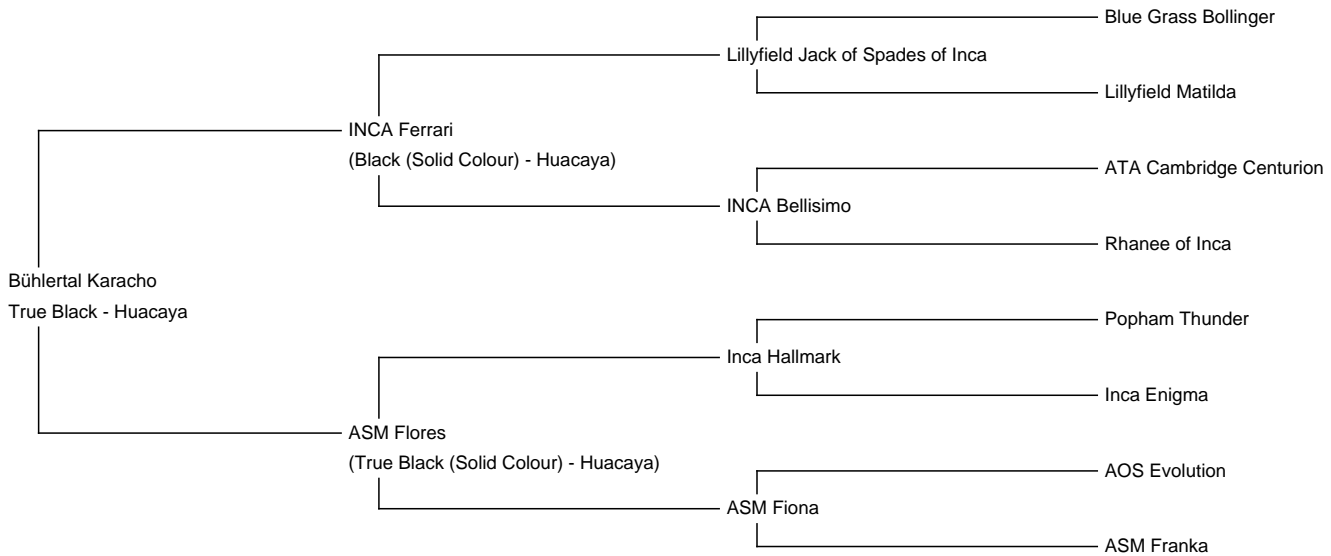 Blue Grass Bollinger
Lillyfield Jack of Spades of Inca
Lillyfield Matilda
INCA Ferrari
(Black (Solid Colour) - Huacaya)
ATA Cambridge Centurion
INCA Bellisimo
Rhanee of Inca
Bühlertal Karacho
True Black - Huacaya
Popham Thunder
Inca Hallmark
Inca Enigma
ASM Flores
(True Black (Solid Colour) - Huacaya)
AOS Evolution
ASM Fiona
ASM Franka